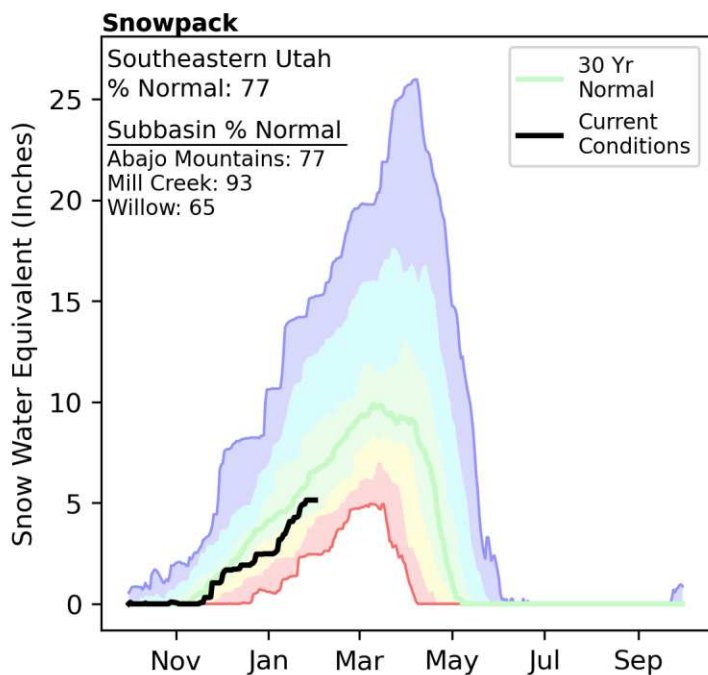 Snowpack
Southeastern Utah
% Normal: 77
Subbasin % Normal
Abajo Mountains: 77
Mill Creek: 93
Willow: 65
30 Yr
Normal
Current
Conditions
Snow Water Equivalent (Inches)
25
20
15
10
5
0
Nov Jan Mar May Jul Sep